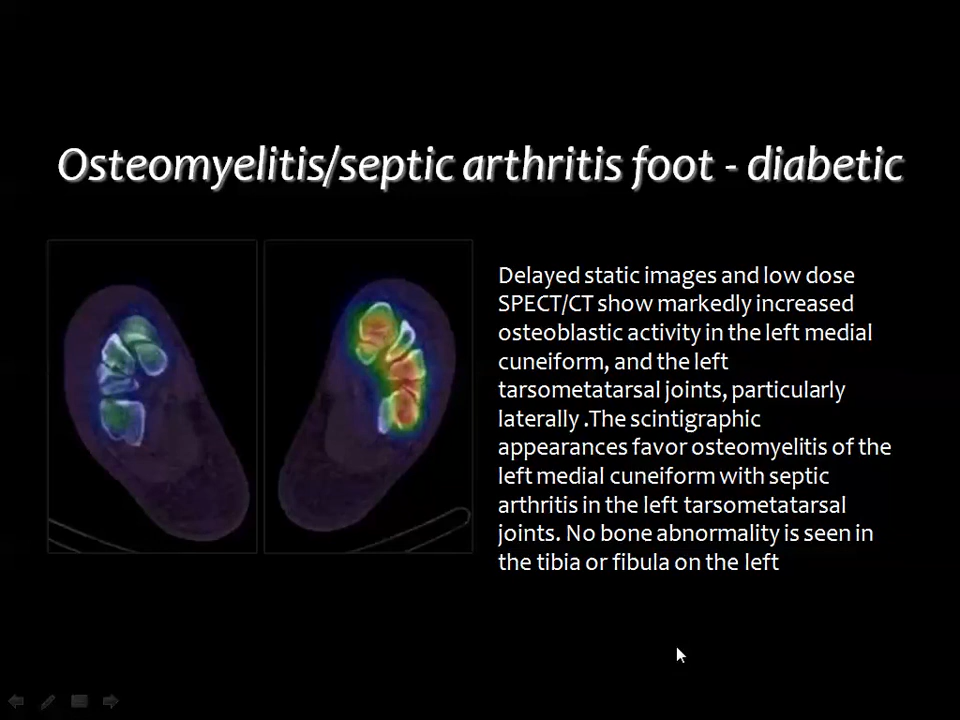 Osteomyelitis/septic arthritis foot - diabetic
Delayed static images and low dose
SPECT/CT show markedly increased
osteoblastic activity in the left medial
cuneiform, and the left
tarsometatarsal joints, particularly
laterally .The scintigraphic
appearances favor osteomyelitis of the
left medial cuneiform with septic
arthritis in the left tarsometatarsal
joints. No bone abnormality is seen in
the tibia or fibula on the left